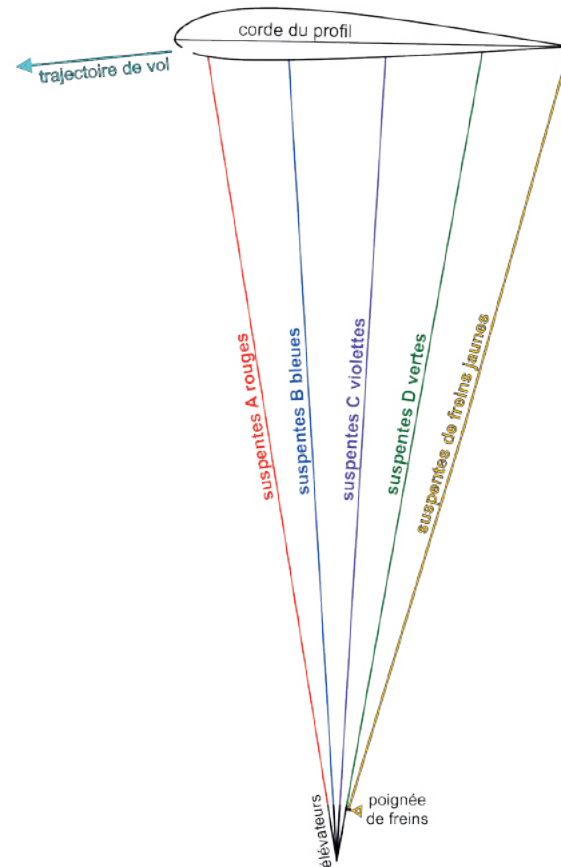 corde du profil
trajectoire de vol
suspentes A rouges
suspentes B bleues
suspentes C violettes
suspentes D vertes
suspentes de freins jaunes
élévateurs
poignée
de freins